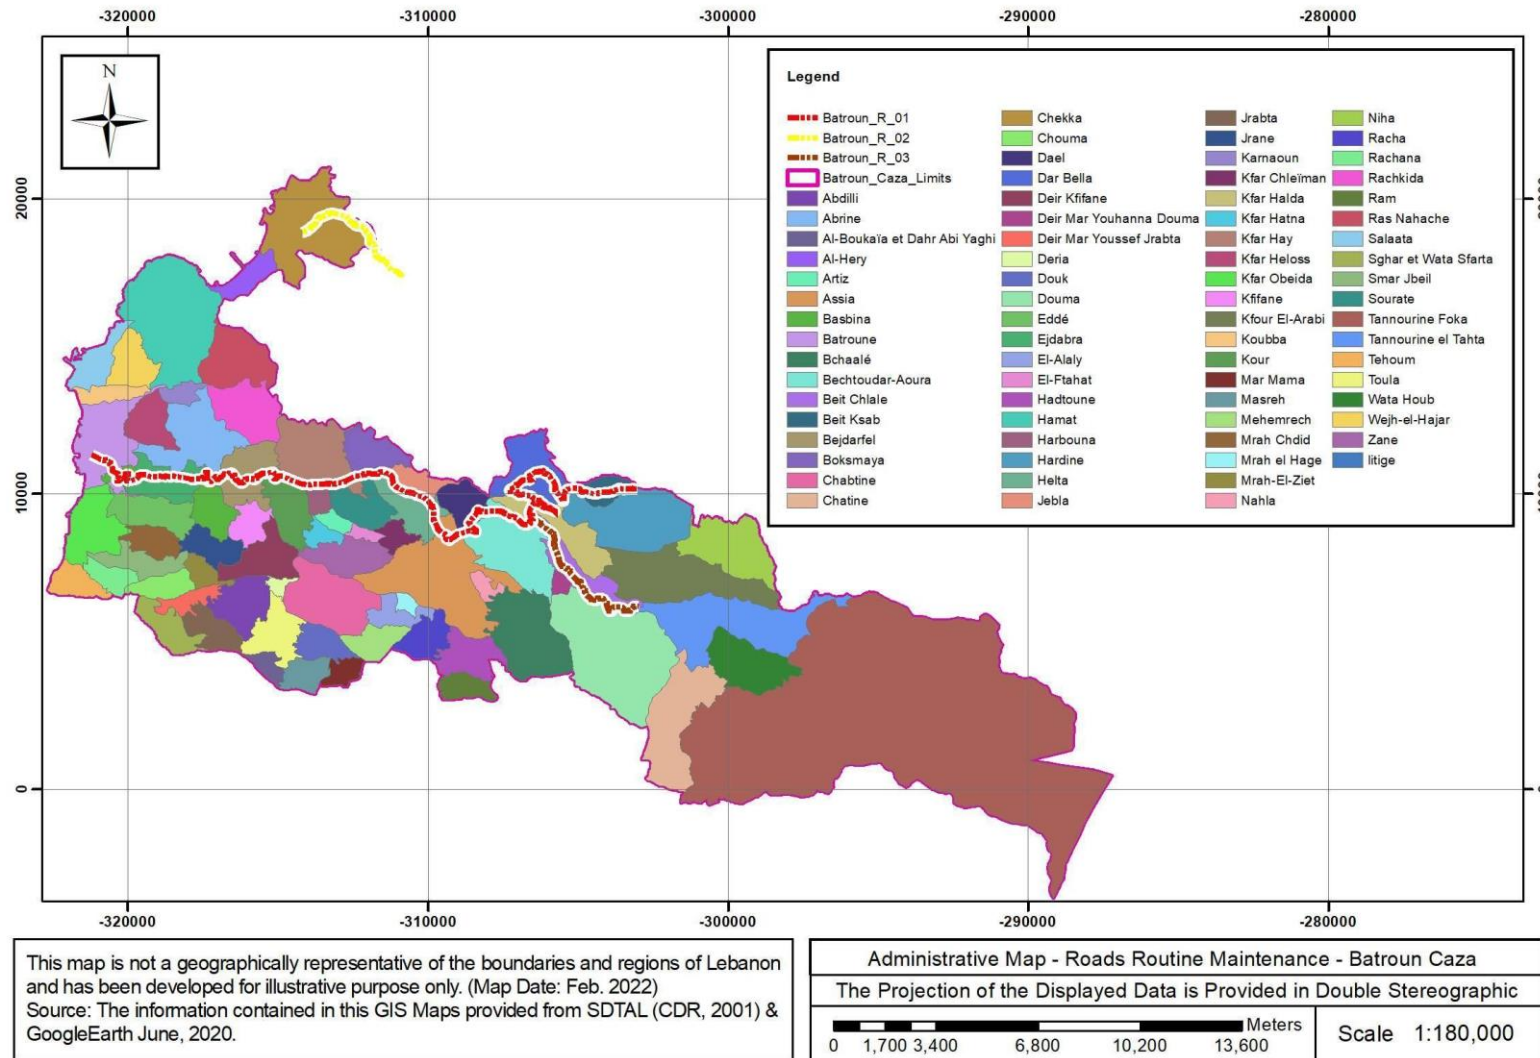 -320000 -310000 -300000 -290000 -280000
N
20000
10000
0
Legend
Batroun_R_01
Batroun_R_02
Batroun_R_03
Batroun_Caza_Limits
Abdilli
Abrine
Al-Boukaïa et Dahr Abi Yaghi
Al-Hery
Artiz
Assia
Basbina
Batroune
Bchaalé
Bechtoudar-Aoura
Beit Chlale
Beit Ksab
Bejdarfel
Boksmaya
Chabtine
Chatine
Chekka
Chouma
Dael
Dar Bella
Deir Kfifane
Deir Mar Youhanna Douma
Deir Mar Youssef Jrabta
Deria
Douk
Douma
Eddé
Ejdabra
El-Alaly
El-Ftahat
Hadtoune
Hamat
Harbouna
Hardine
Helta
Jebla
Jrabta
Jrane
Karnaoun
Kfar Chleïman
Kfar Halda
Kfar Hatna
Kfar Hay
Kfar Heloss
Kfar Obeida
Kfifane
Kfour El-Arabi
Koubba
Kour
Mar Mama
Masreh
Mehemrech
Mrah Chdid
Mrah el Hage
Mrah-El-Ziet
Nahla
Niha
Racha
Rachana
Rachkida
Ram
Ras Nahache
Salaata
Sghar et Wata Sfarta
Smar Jbeil
Sourate
Tannourine Foka
Tannourine el Tahta
Tehoum
Toula
Wata Houb
Wejh-el-Hajar
Zane
litige
-320000 -310000 -300000 -290000 -280000
This map is not a geographically representative of the boundaries and regions of Lebanon
and has been developed for illustrative purpose only. (Map Date: Feb. 2022)
Source: The information contained in this GIS Maps provided from SDTAL (CDR, 2001) &
GoogleEarth June, 2020.
Administrative Map - Roads Routine Maintenance - Batroun Caza
The Projection of the Displayed Data is Provided in Double Stereographic
Meters
0 1,700 3,400 6,800 10,200 13,600
Scale 1:180,000